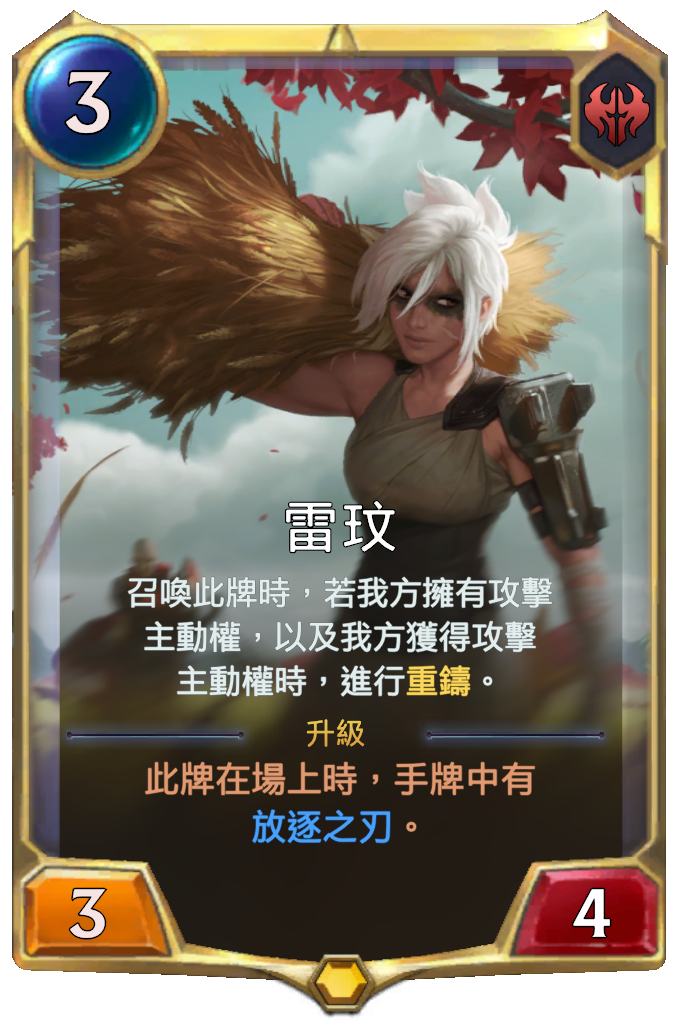 3
雷玟
召喚此牌時，若我方擁有攻擊
主動權，以及我方獲得攻擊
主動權時，進行重鑄。
升級
此牌在場上時，手牌中有
放逐之刃。
3
4